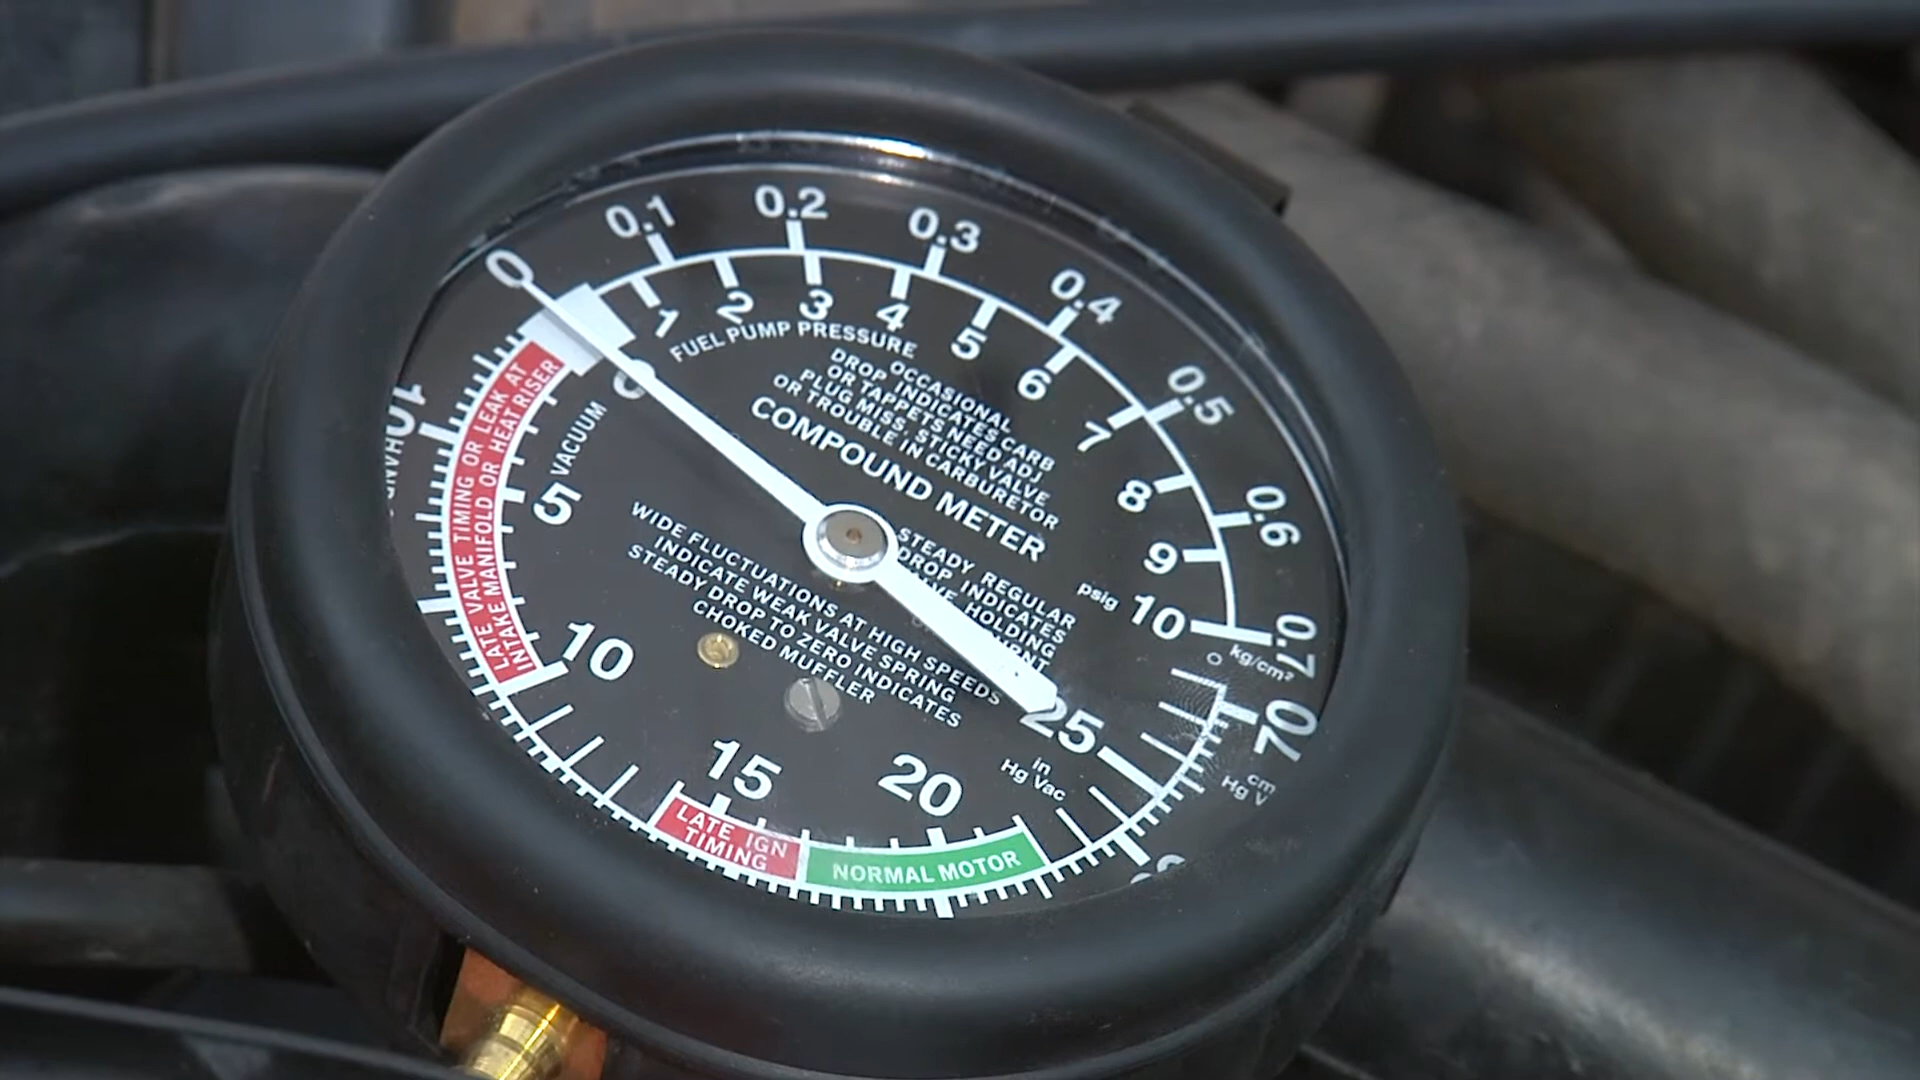 0 0.1 0.2 0.3 0.4 0.5 0.6 0.7
kg/cm²
1 2 3 4 5 6 7 8 9 10
psig
FUEL PUMP PRESSURE
OCCASIONAL
DROP INDICATES CARB
OR TAPPETS NEED ADJ
PLUG MISS. STICKY VALVE
OR TROUBLE IN CARBURETOR
COMPOUND METER
STEADY REGULAR
DROP INDICATES
HOLDING
VACUUM
0 5 10 15 20 25
in
Hg Vac
WIDE FLUCTUATIONS AT HIGH SPEEDS
INDICATE WEAK VALVE SPRING
STEADY DROP TO ZERO INDICATES
CHOKED MUFFLER
LATE VALVE TIMING OR LEAK AT
INTAKE MANIFOLD OR HEAT RISER
LATE IGN
TIMING
NORMAL MOTOR
10
0
70
cm
Hg V